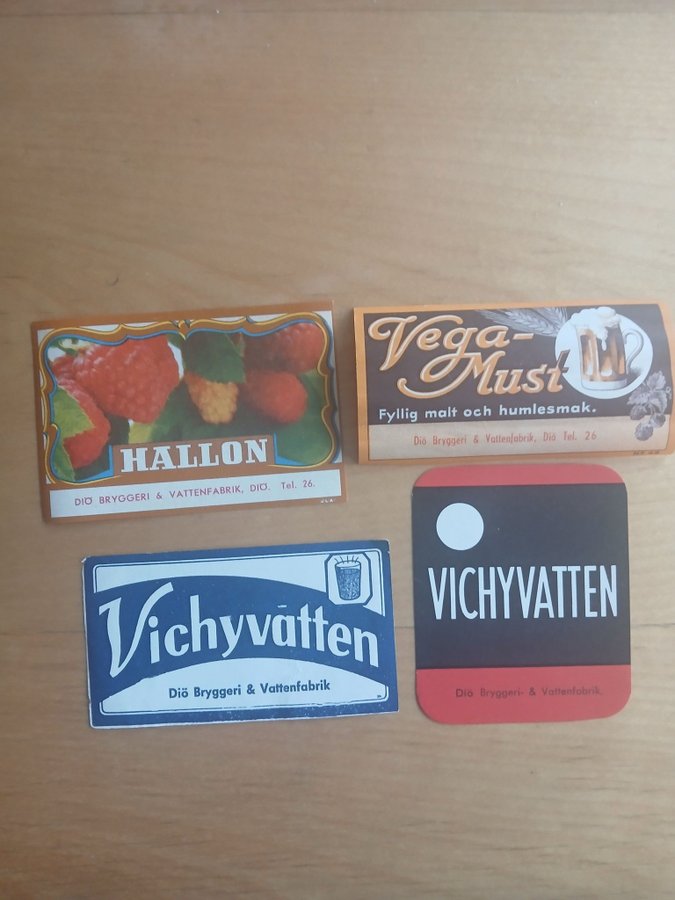 HALLON
DIÖ BRYGGERI & VATTENFABRIK, DIÖ. Tel. 26.
J L A
Vega-
Must
Fyllig malt och humlesmak.
Diö Bryggeri & Vattenfabrik, Diö Tel. 26
Vichyvatten
Diö Bryggeri & Vattenfabrik
VICHYVATTEN
Diö Bryggeri- & Vattenfabrik.